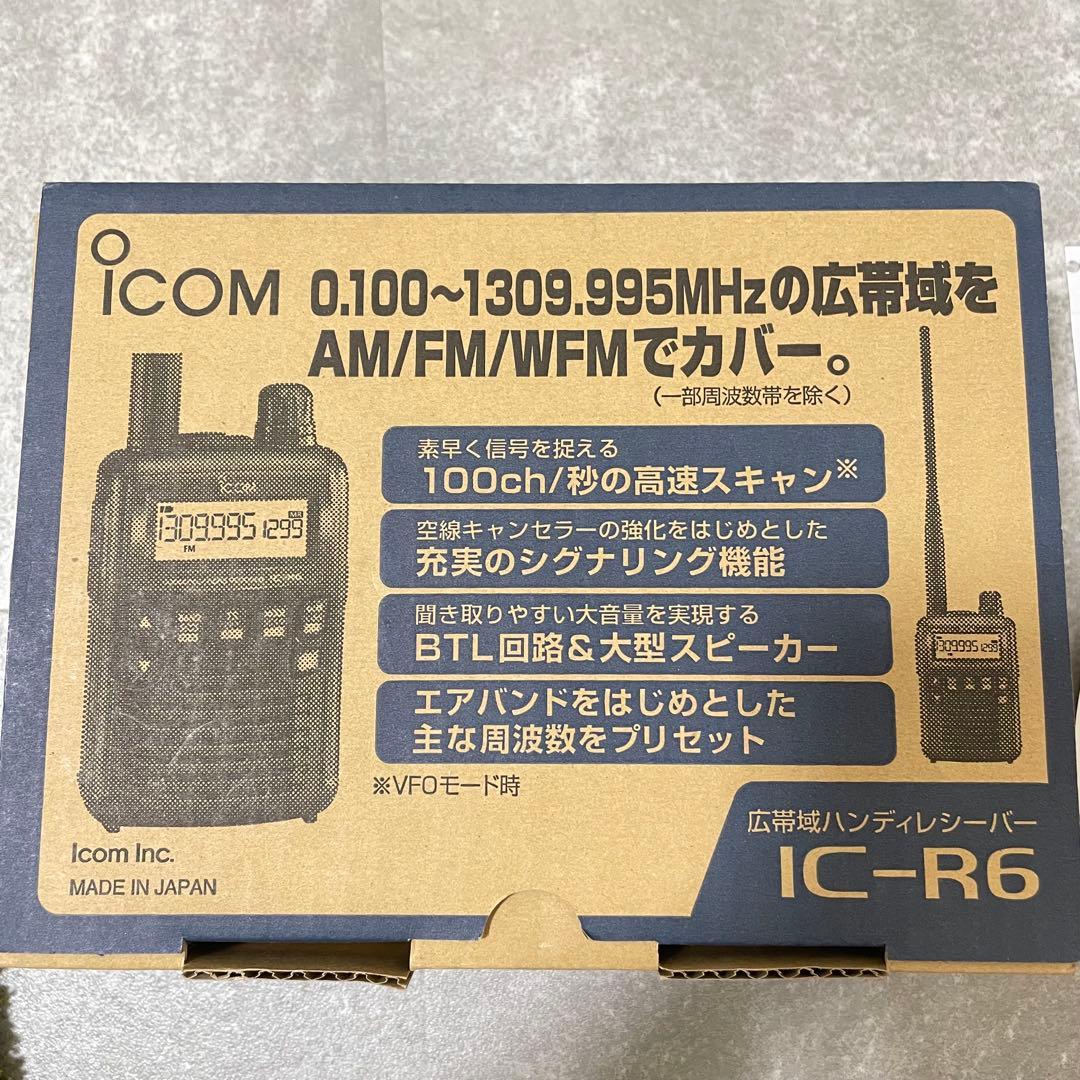 iCOM
0.100~1309.995MHzの広帯域を
AM/FM/WFMでカバー。
(一部周波数帯を除く)
素早く信号を捉える
100ch/秒の高速スキャン※
空線キャンセラーの強化をはじめとした
充実のシグナリング機能
聞き取りやすい大音量を実現する
BTL回路&大型スピーカー
エアバンドをはじめとした
主な周波数をプリセット
※VFOモード時
1309.995 1299
MR
FM
1309.995 1299
Icom Inc.
MADE IN JAPAN
広帯域ハンディレシーバー
IC-R6